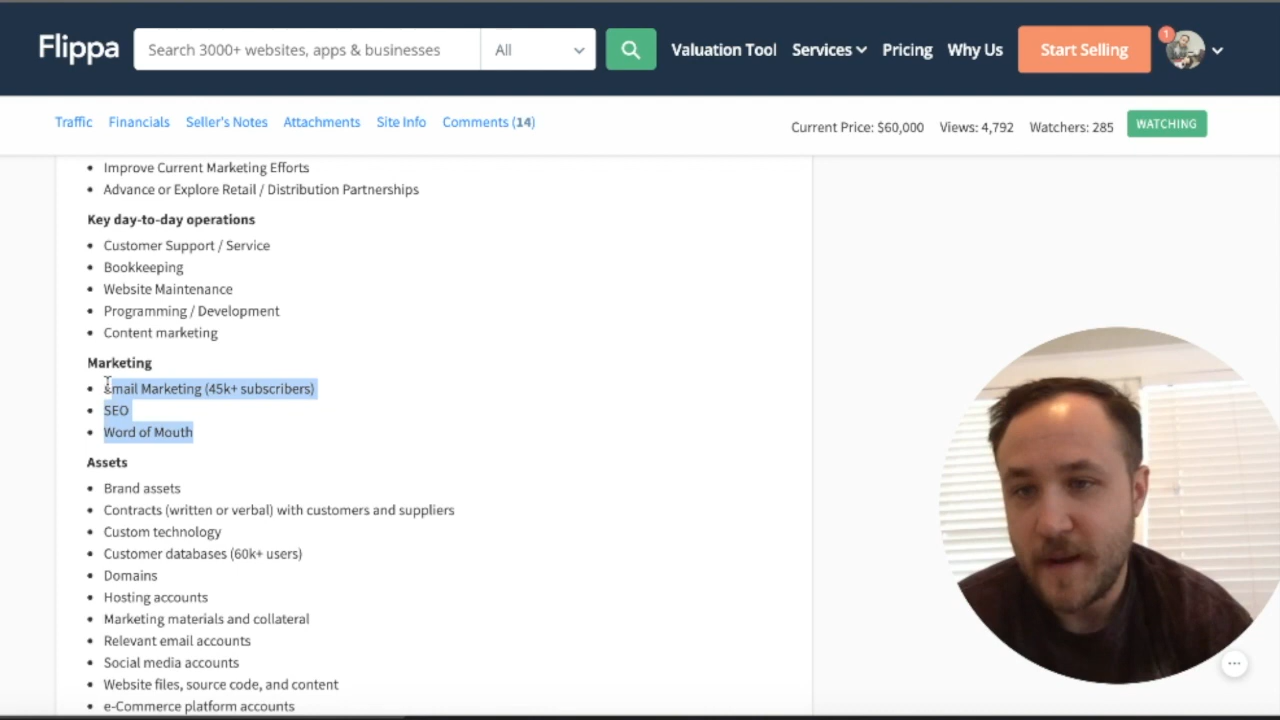 Flippa
Search 3000+ websites, apps & businesses
All
Valuation Tool
Services
Pricing
Why Us
Start Selling
1
Traffic
Financials
Seller's Notes
Attachments
Site Info
Comments (14)
Current Price: $60,000
Views: 4,792
Watchers: 285
WATCHING
• Improve Current Marketing Efforts
• Advance or Explore Retail / Distribution Partnerships
Key day-to-day operations
• Customer Support / Service
• Bookkeeping
• Website Maintenance
• Programming / Development
• Content marketing
Marketing
• Email Marketing (45k+ subscribers)
• SEO
• Word of Mouth
Assets
• Brand assets
• Contracts (written or verbal) with customers and suppliers
• Custom technology
• Customer databases (60k+ users)
• Domains
• Hosting accounts
• Marketing materials and collateral
• Relevant email accounts
• Social media accounts
• Website files, source code, and content
• e-Commerce platform accounts